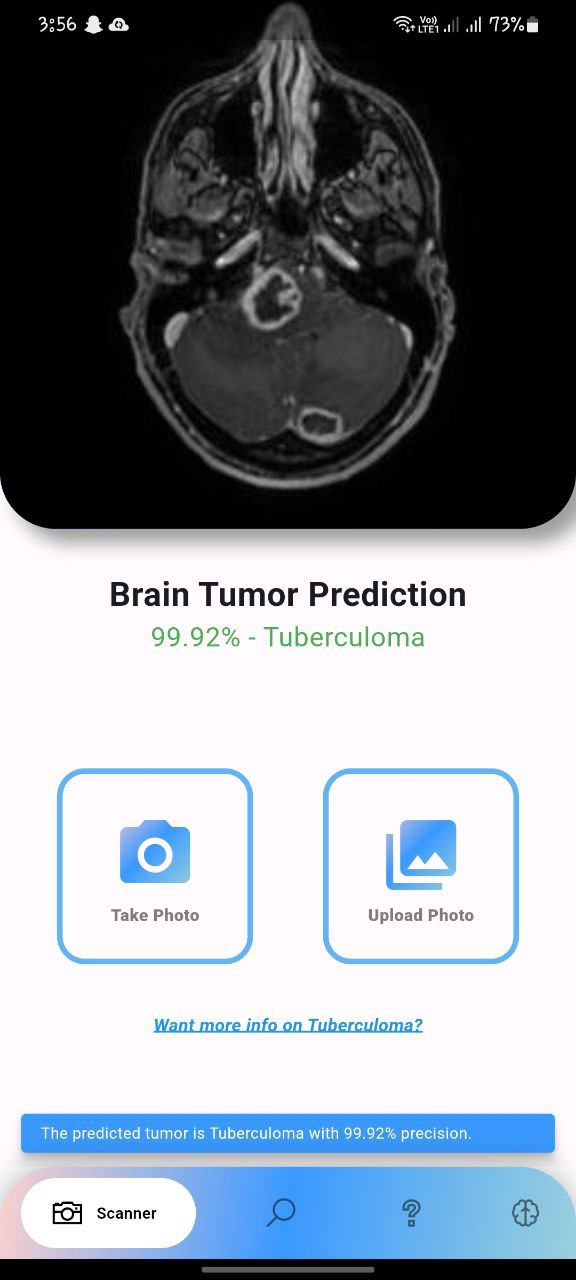 3:56
Vo)) LTE1
73%
Brain Tumor Prediction
99.92% - Tuberculoma
Take Photo
Upload Photo
Want more info on Tuberculoma?
The predicted tumor is Tuberculoma with 99.92% precision.
Scanner